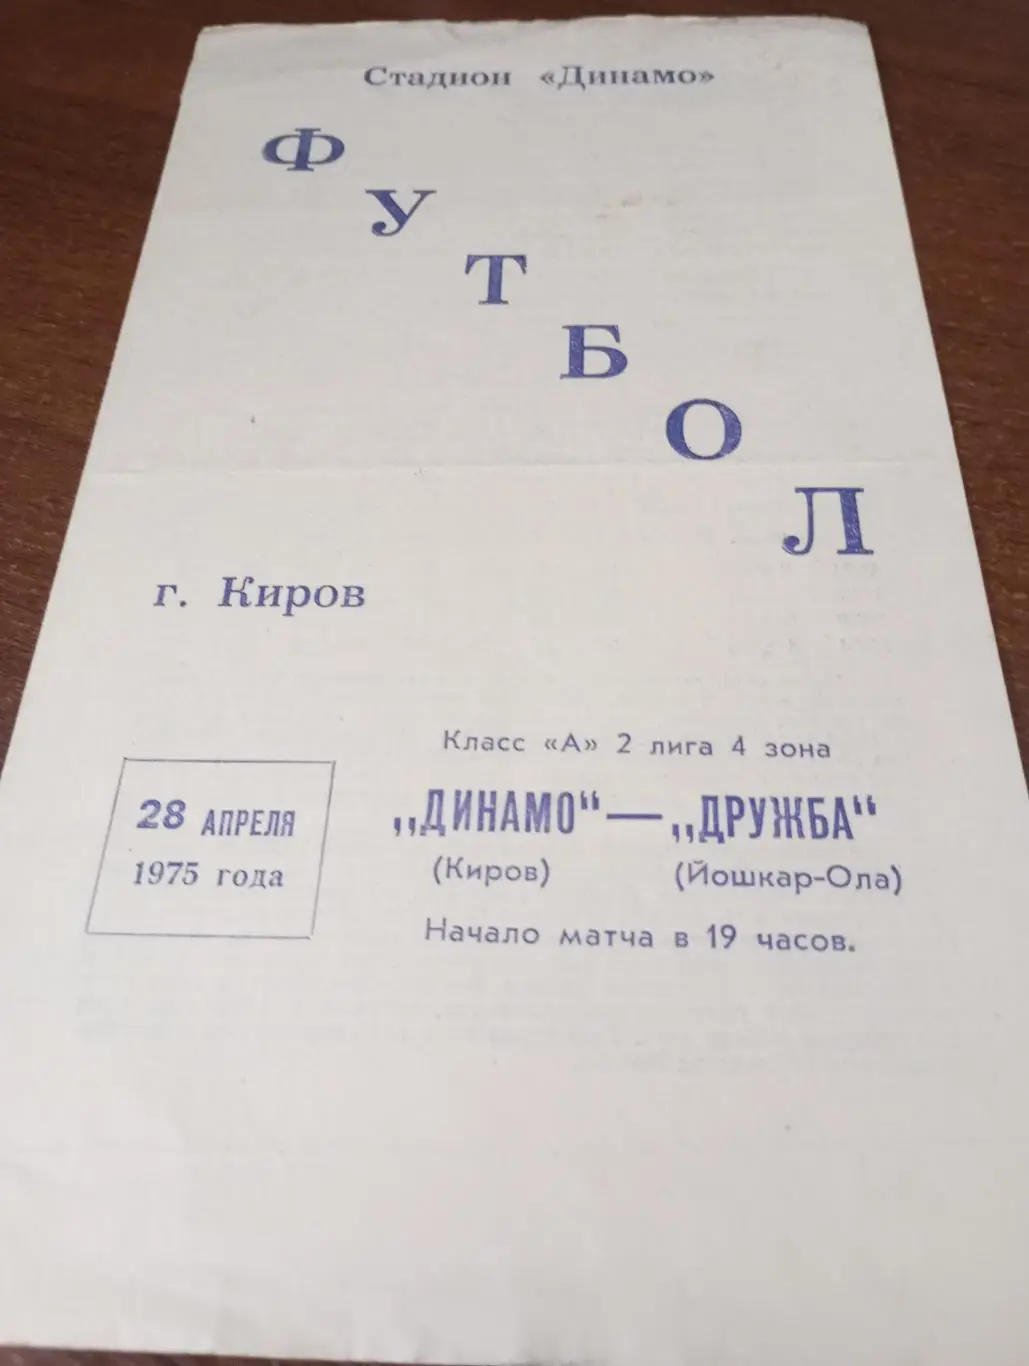 Стадион «Динамо»
ФУТБОЛ
г. Киров
Класс «А» 2 лига 4 зона
28 АПРЕЛЯ
1975 года
„ДИНАМО“ — „ДРУЖБА“
(Киров) (Йошкар-Ола)
Начало матча в 19 часов.